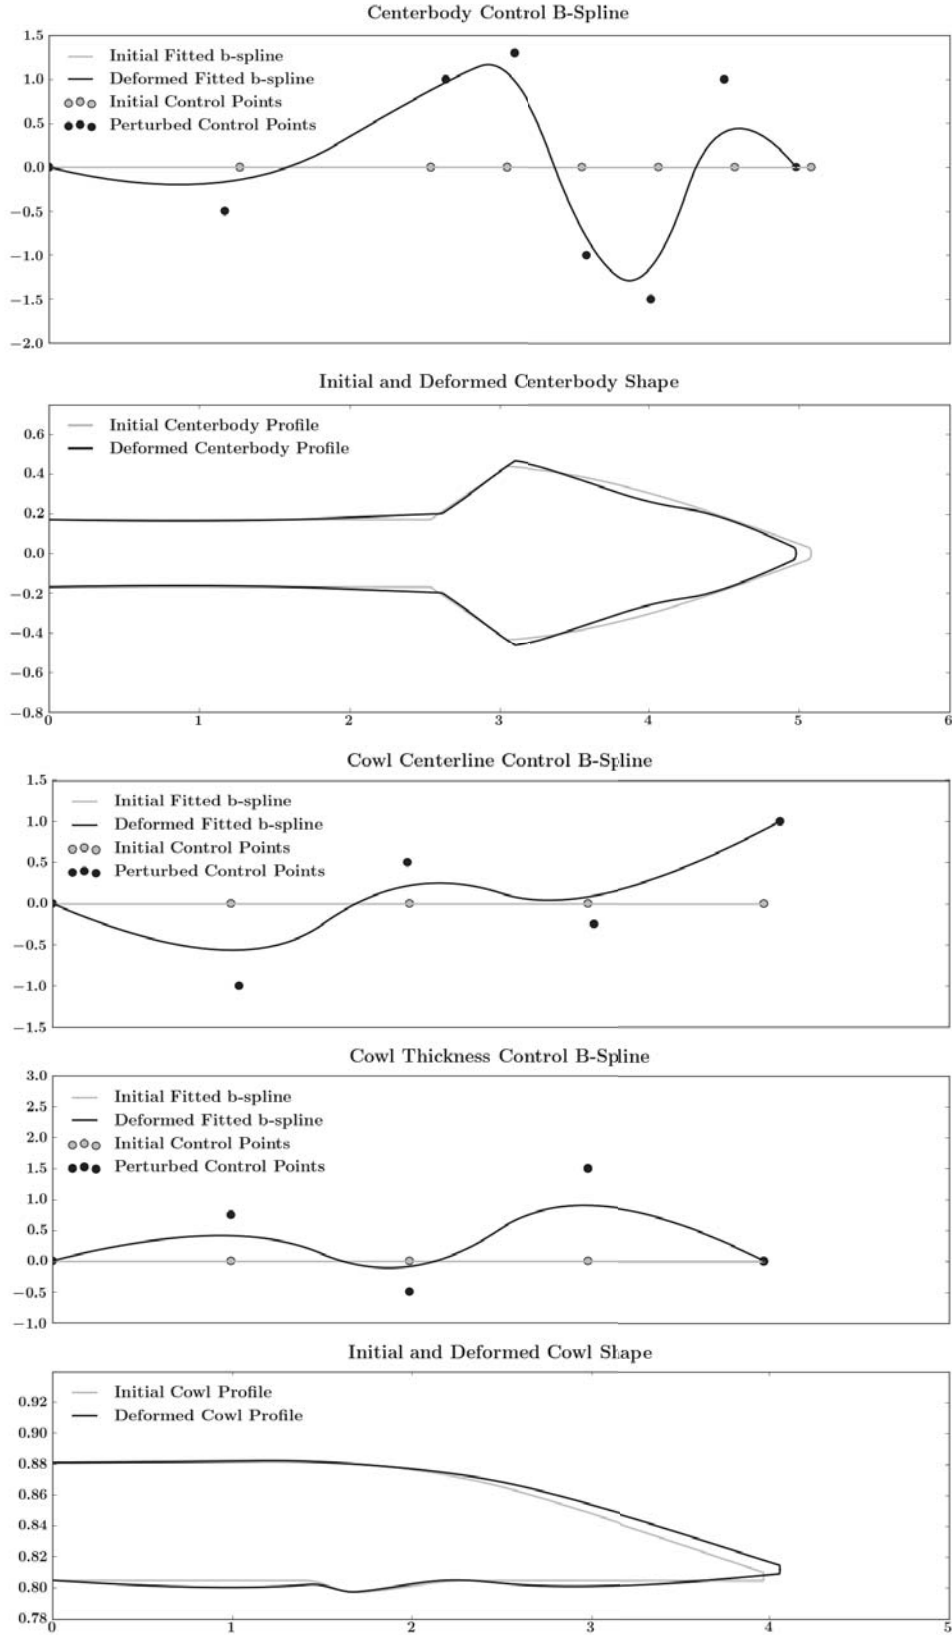 Centerbody Control B-Spline
1.5
1.0
0.5
0.0
−0.5
−1.0
−1.5
−2.0
Initial Fitted b-spline
Deformed Fitted b-spline
Initial Control Points
Perturbed Control Points
Initial and Deformed Centerbody Shape
0.6
0.4
0.2
0.0
−0.2
−0.4
−0.6
−0.8
Initial Centerbody Profile
Deformed Centerbody Profile
0 1 2 3 4 5 6
Cowl Centerline Control B-Spline
1.5
1.0
0.5
0.0
−0.5
−1.0
−1.5
Initial Fitted b-spline
Deformed Fitted b-spline
Initial Control Points
Perturbed Control Points
Cowl Thickness Control B-Spline
3.0
2.5
2.0
1.5
1.0
0.5
0.0
−0.5
−1.0
Initial Fitted b-spline
Deformed Fitted b-spline
Initial Control Points
Perturbed Control Points
Initial and Deformed Cowl Shape
0.92
0.90
0.88
0.86
0.84
0.82
0.80
0.78
Initial Cowl Profile
Deformed Cowl Profile
0 1 2 3 4 5